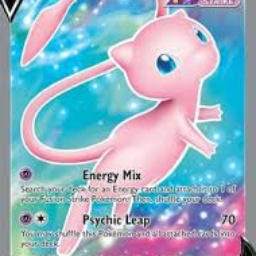 STRIKE
Energy Mix
Search your deck for an Energy card and attach it to 1 of
your Fusion Strike Pokémon. Then, shuffle your deck.
Psychic Leap 70
You may shuffle this Pokémon and all attached cards into
your deck.